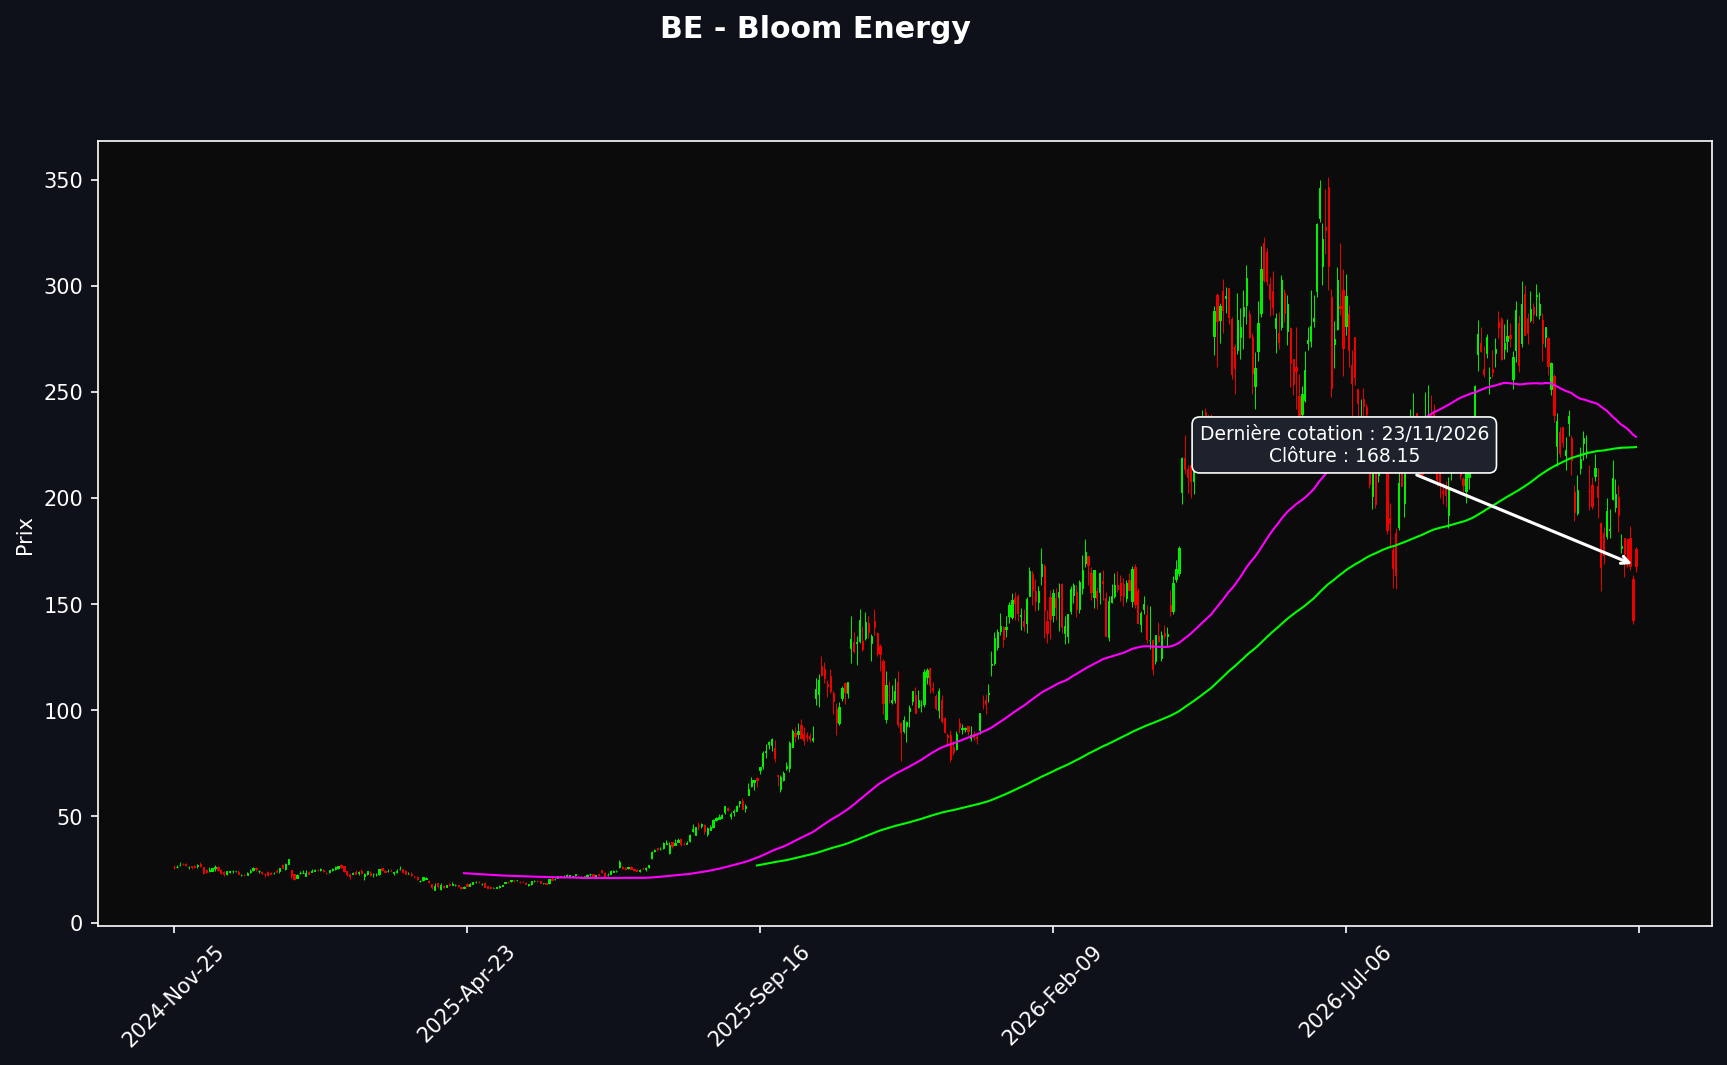 BE - Bloom Energy
Prix
350
300
250
200
150
100
50
0
Dernière cotation : 23/11/2026
Clôture : 168.15
2024-Nov-25
2025-Apr-23
2025-Sep-16
2026-Feb-09
2026-Jul-06